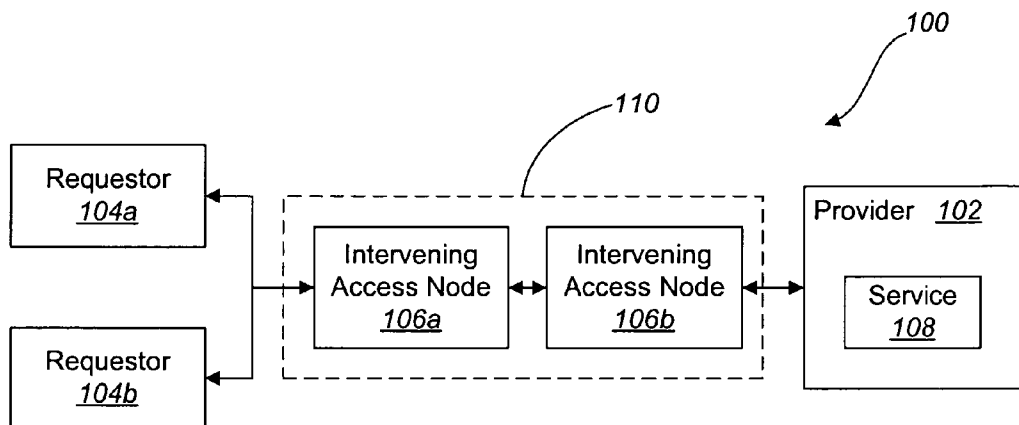 100
110
Requestor
104a
Provider 102
Intervening
Access Node
106a
Intervening
Access Node
106b
Service
108
Requestor
104b